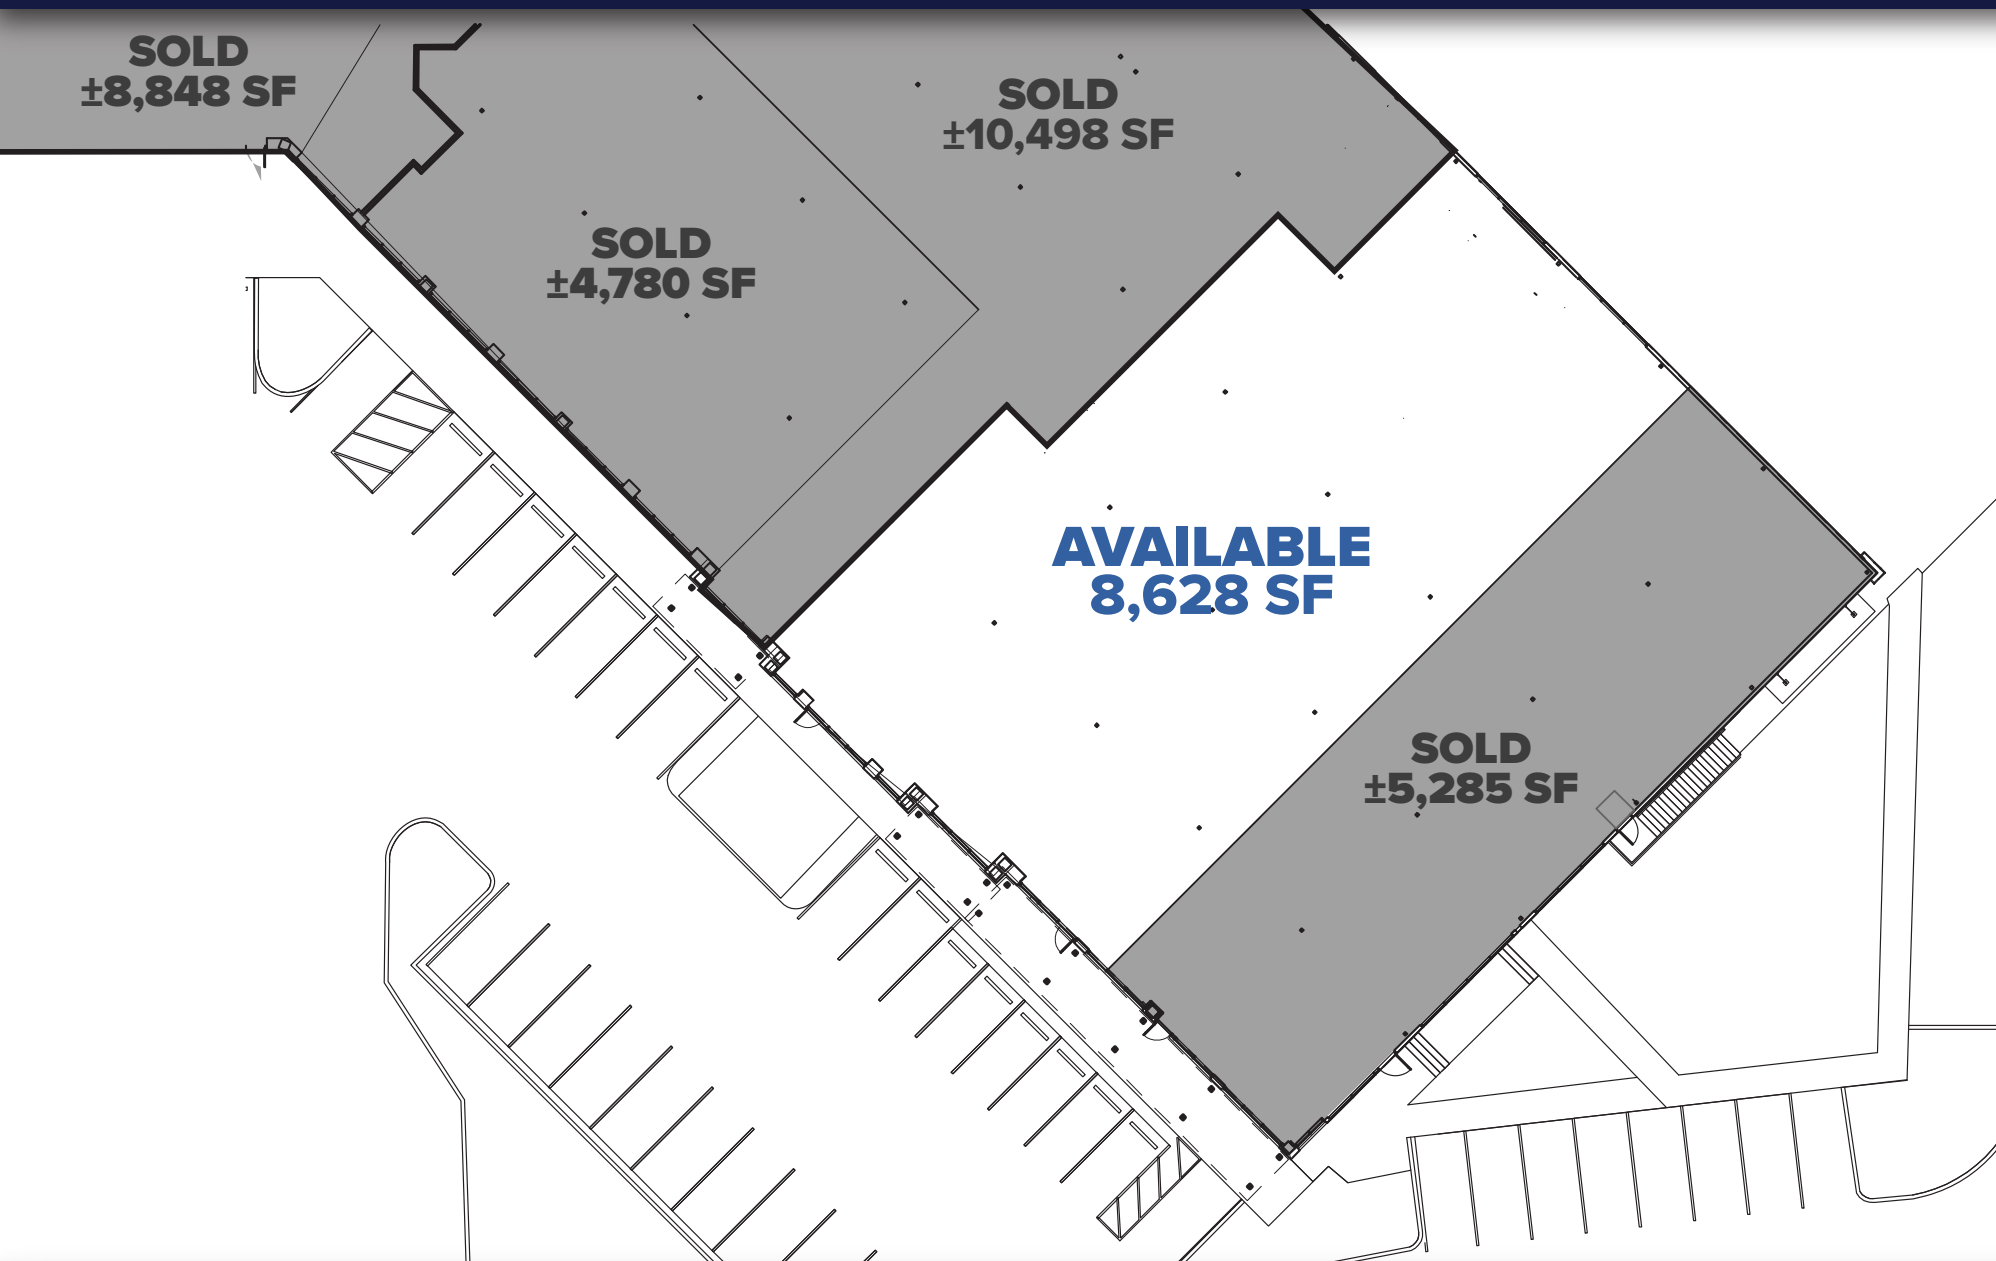 SOLD
±8,848 SF
SOLD
±10,498 SF
SOLD
±4,780 SF
AVAILABLE
8,628 SF
SOLD
±5,285 SF